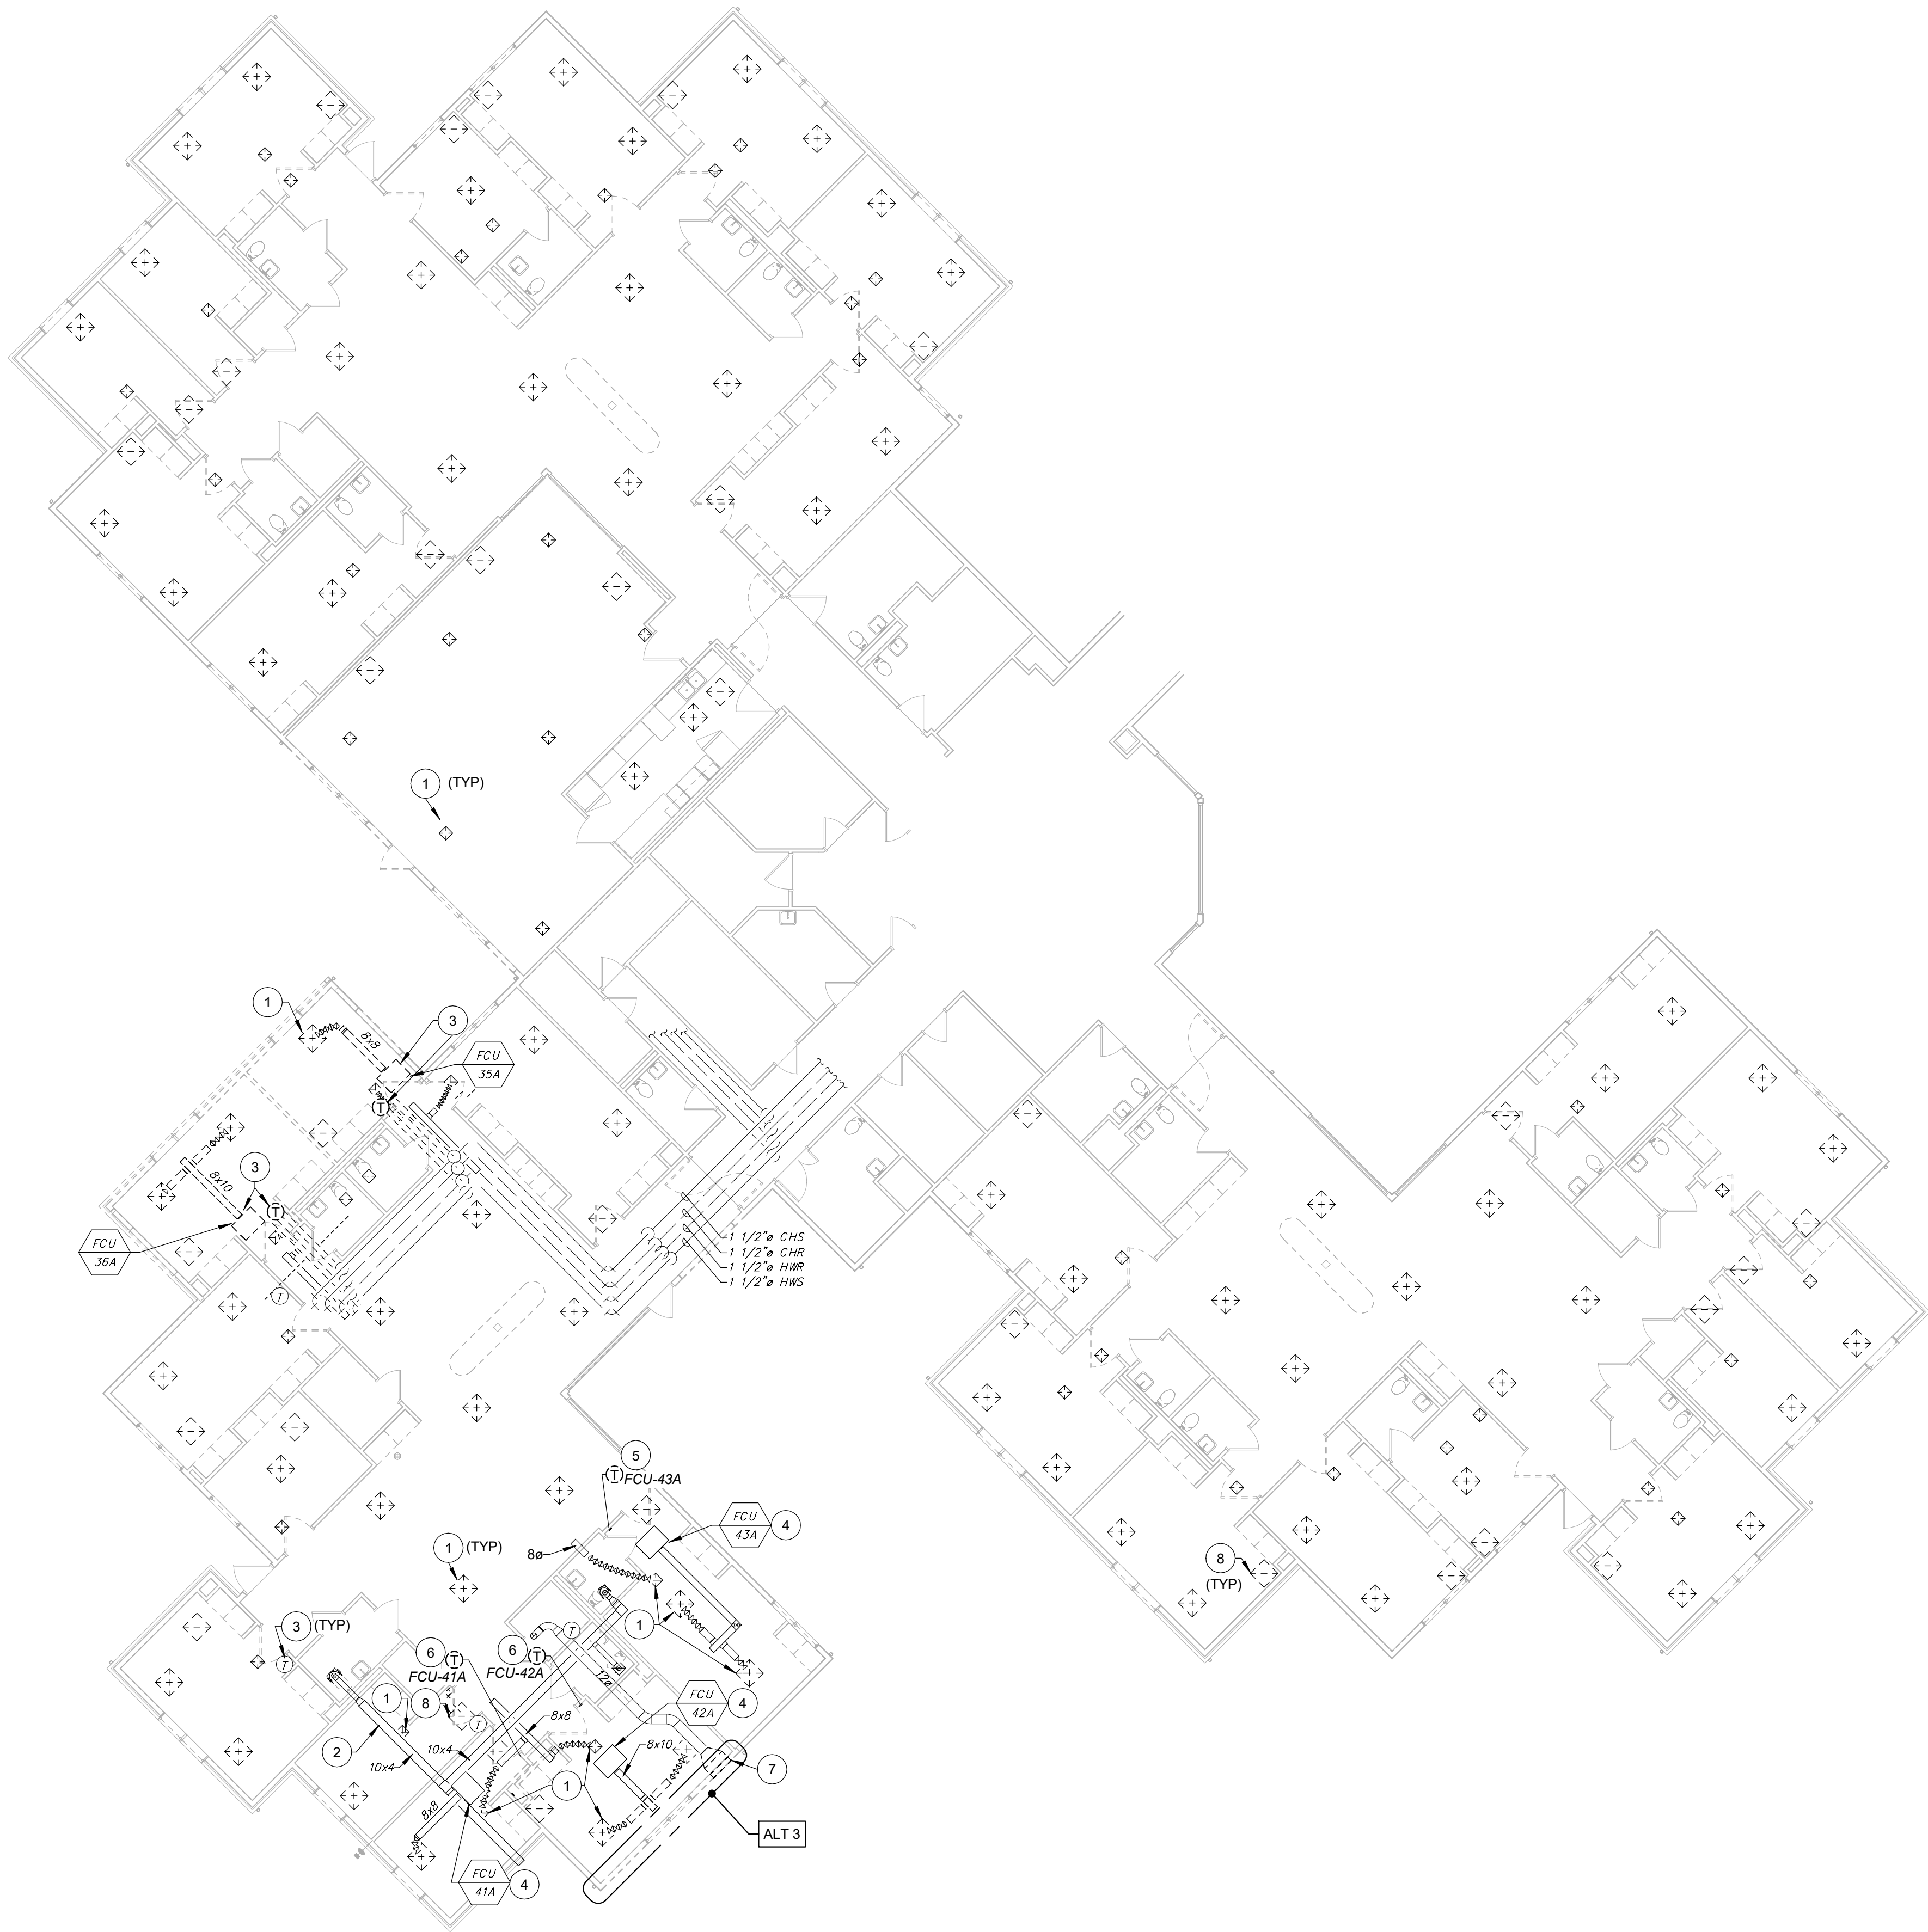 1 (TYP)
1
3
8x8
FCU
35A
T
3
8x10
T
FCU
36A
T
1 1/2"ø CHS
1 1/2"ø CHR
1 1/2"ø HWR
1 1/2"ø HWS
5
T FCU-43A
FCU
43A
4
1 (TYP)
8ø
8
(TYP)
1
3 (TYP)
T
T
6 T
FCU-41A
6 T
FCU-42A
12ø
FCU
42A
4
1
8
T
8x8
2
10x4
10x4
8x10
7
1
8x8
ALT 3
FCU
41A
4